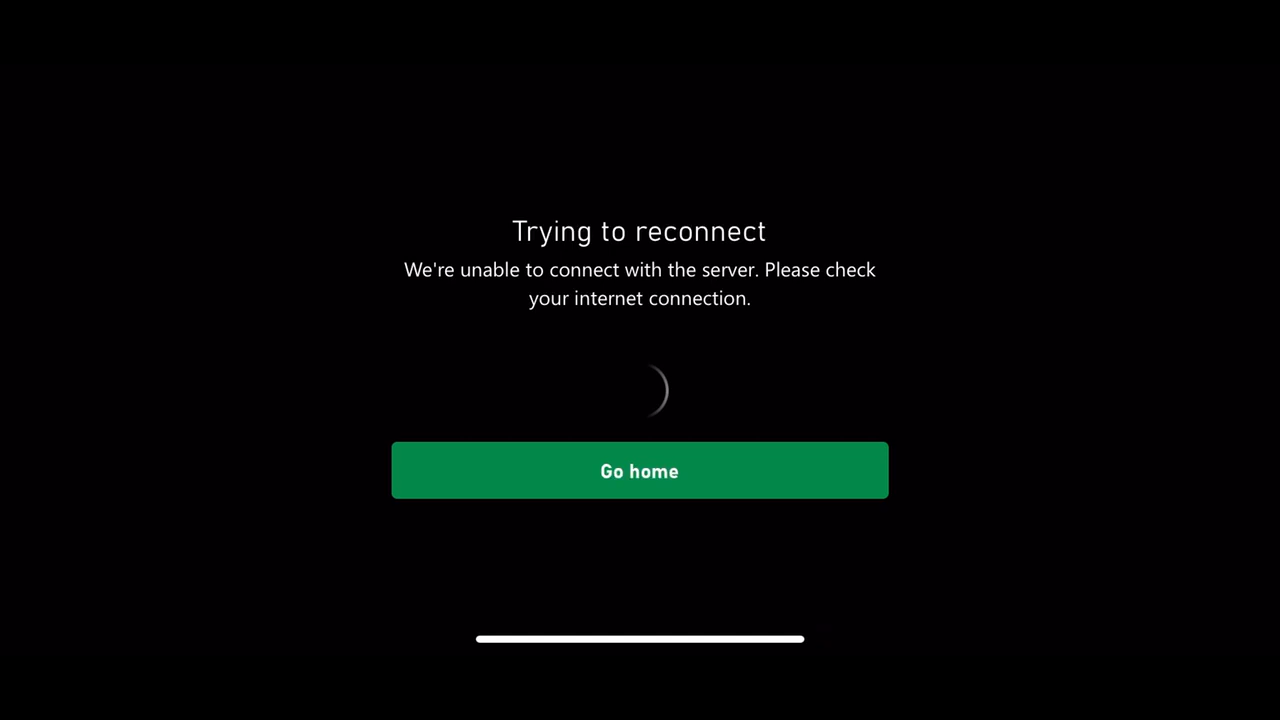 Trying to reconnect
We're unable to connect with the server. Please check
your internet connection.
Go home